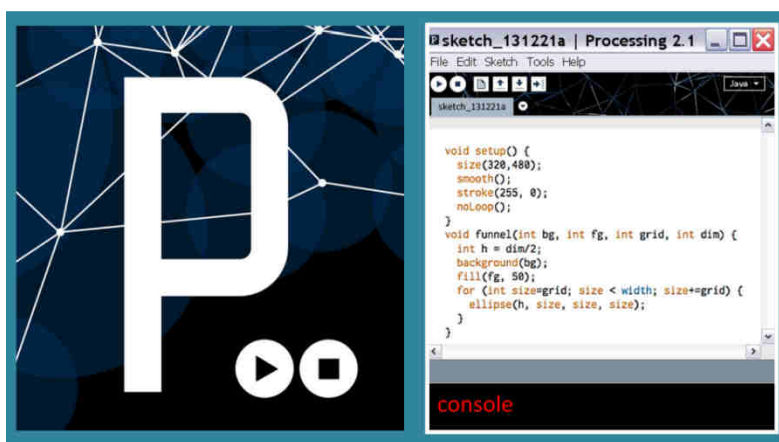 P
sketch_131221a | Processing 2.1
File Edit Sketch Tools Help
Java
sketch_131221a
void setup() {
  size(320,480);
  smooth();
  stroke(255, 0);
  noLoop();
}
void funnel(int bg, int fg, int grid, int dim) {
  int h = dim/2;
  background(bg);
  fill(fg, 50);
  for (int size=grid; size < width; size+=grid) {
    ellipse(h, size, size, size);
  }
}
console